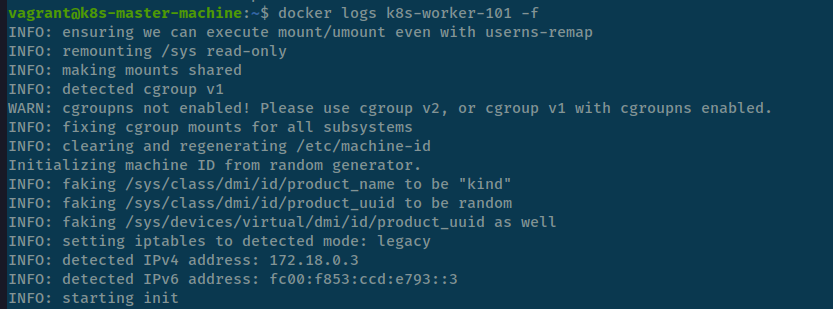 vagrant@k8s-master-machine:~$ docker logs k8s-worker-101 -f
INFO: ensuring we can execute mount/umount even with userns-remap
INFO: remounting /sys read-only
INFO: making mounts shared
INFO: detected cgroup v1
WARN: cgroupns not enabled! Please use cgroup v2, or cgroup v1 with cgroupns enabled.
INFO: fixing cgroup mounts for all subsystems
INFO: clearing and regenerating /etc/machine-id
Initializing machine ID from random generator.
INFO: faking /sys/class/dmi/id/product_name to be "kind"
INFO: faking /sys/class/dmi/id/product_uuid to be random
INFO: faking /sys/devices/virtual/dmi/id/product_uuid as well
INFO: setting iptables to detected mode: legacy
INFO: detected IPv4 address: 172.18.0.3
INFO: detected IPv6 address: fc00:f853:ccd:e793::3
INFO: starting init